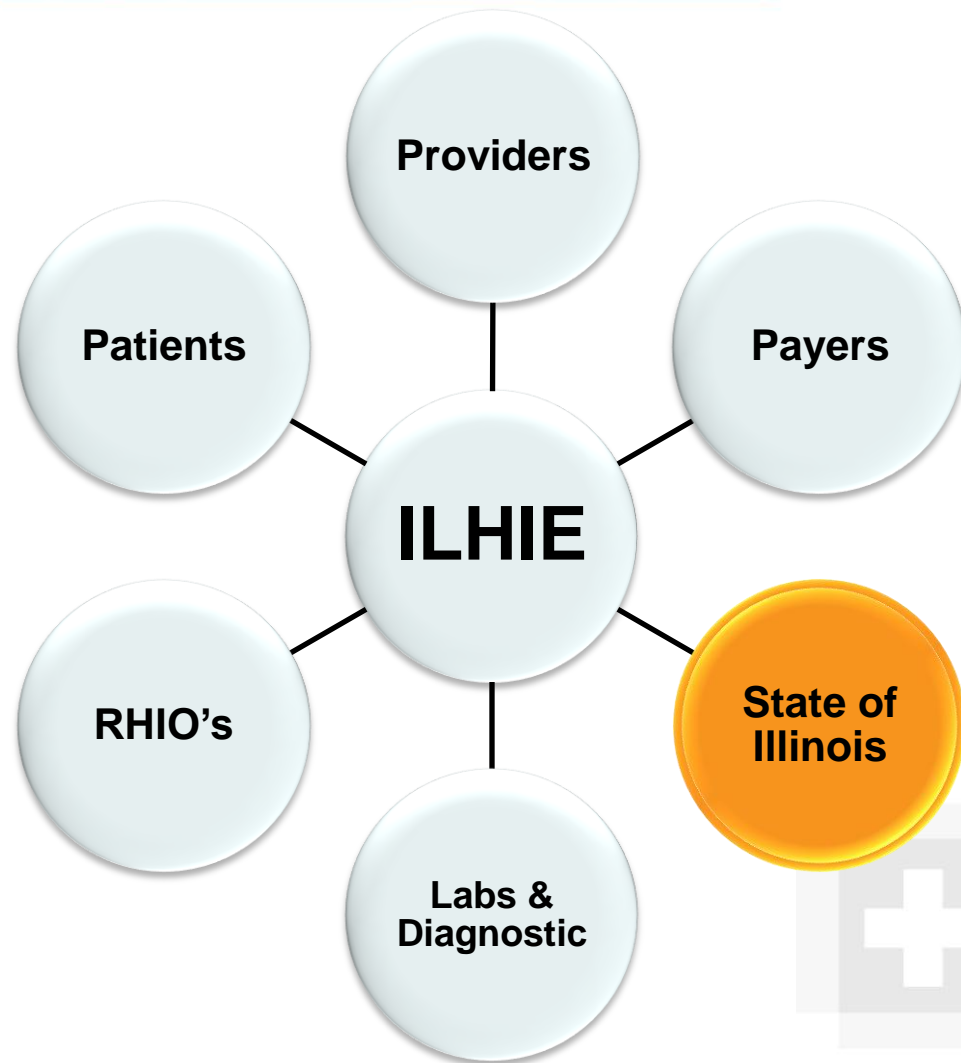 Providers
Patients
Payers
ILHIE
RHIO’s
State of
Illinois
Labs &
Diagnostic